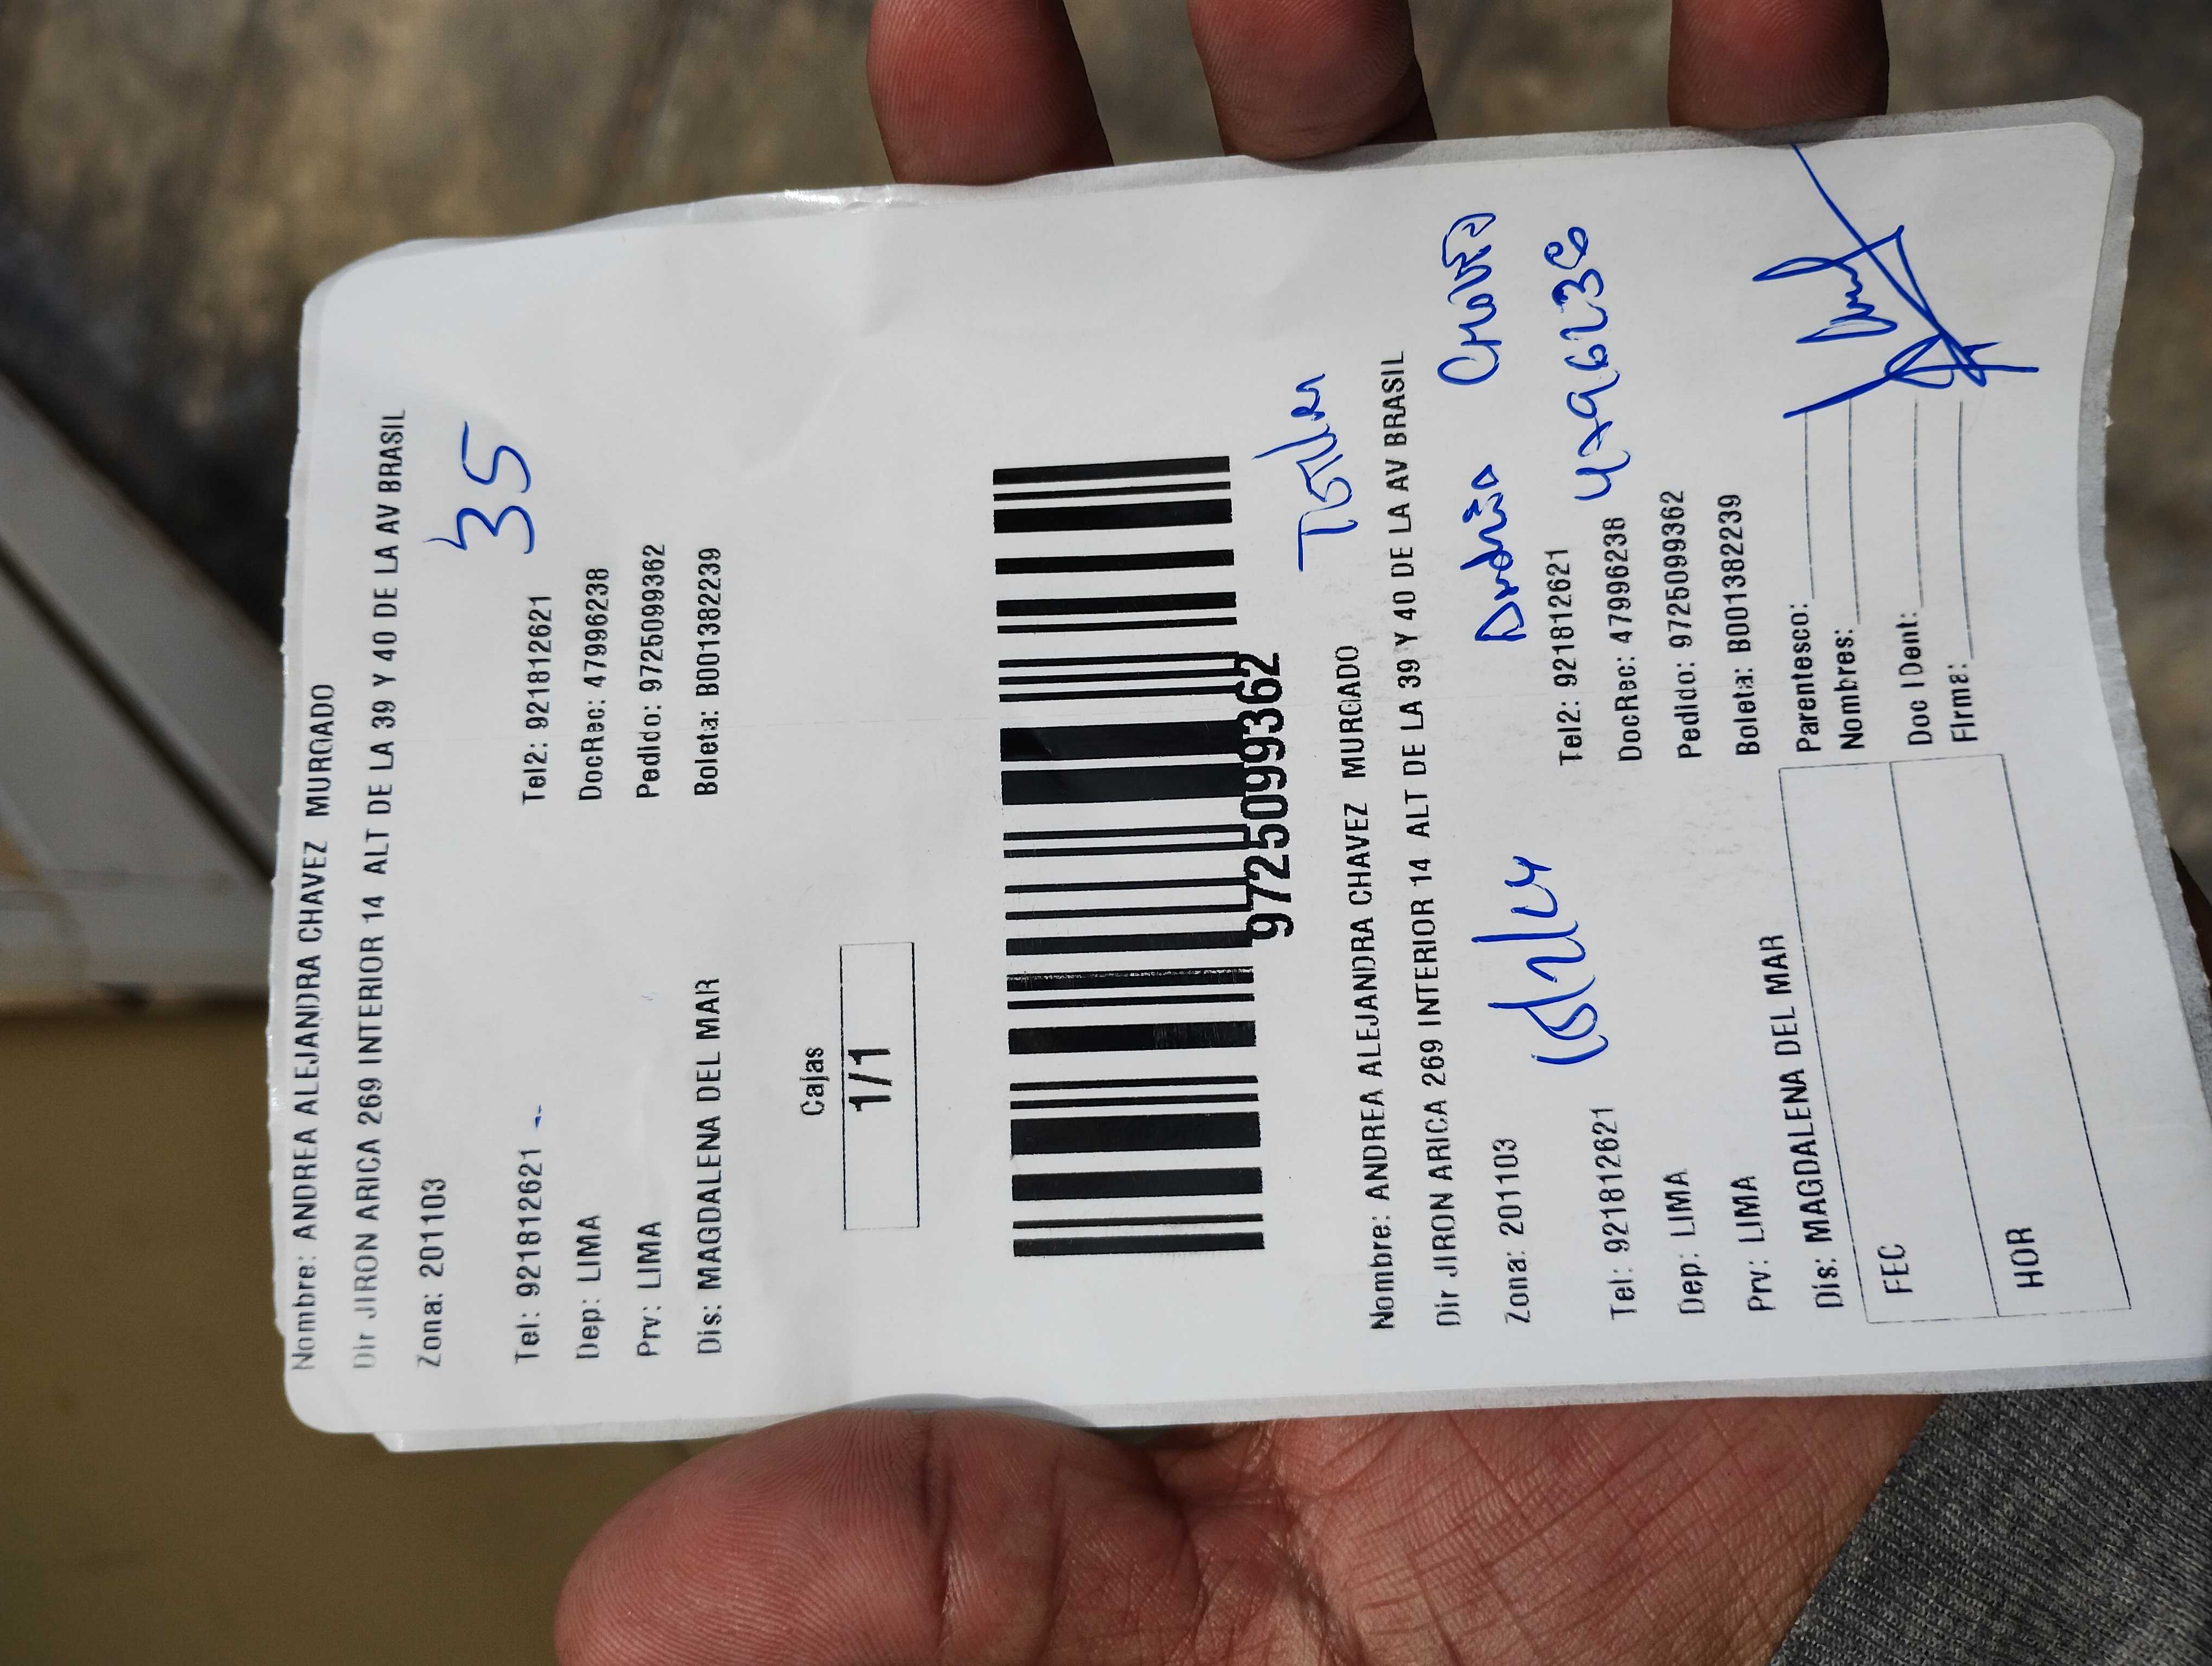 Nombre: ANDREA ALEJANDRA CHAVEZ MURGADO
Dir JIRON ARICA 269 INTERIOR 14 ALT DE LA 39 Y 40 DE LA AV BRASIL
Zona: 201103
35
Tel: 921812621 Tel2: 921812621
Dep: LIMA DocRec: 47996238
Prv: LIMA Pedido: 9725099362
Dis: MAGDALENA DEL MAR Boleta: B001382239
Cajas
1/1
9725099362
Titular
Nombre: ANDREA ALEJANDRA CHAVEZ MURGADO
Dir JIRON ARICA 269 INTERIOR 14 ALT DE LA 39 Y 40 DE LA AV BRASIL
Zona: 201103
Andrea Chavez
Tel: 921812621 Tel2: 921812621
47996238
Dep: LIMA DocRec: 47996238
Prv: LIMA Pedido: 9725099362
Dis: MAGDALENA DEL MAR Boleta: B001382239
FEC
HOR
Parentesco:
Nombres:
Doc IDent:
Firma: